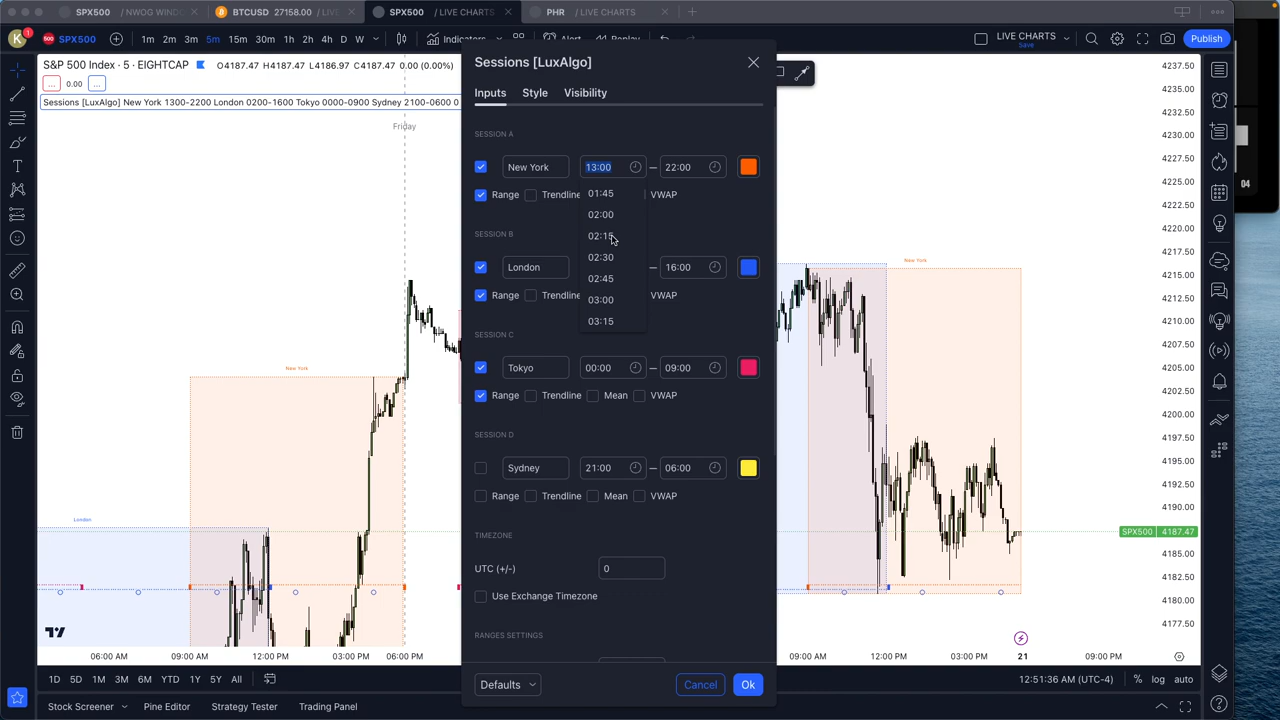 SPX500 / NWOG WIND
BTCUSD 27158.00 / LIVE
SPX500 / LIVE CHARTS
PHR / LIVE CHARTS
K 1 500 SPX500 1m 2m 3m 5m 15m 30m 1h 2h 4h D W Indicators Alert Replay LIVE CHARTS Save Publish
S&P 500 Index · 5 · EIGHTCAP O4187.47 H4187.47 L4186.97 C4187.47 0.00 (0.00%)
... 0.00 ...
Sessions [LuxAlgo] New York 1300-2200 London 0200-1600 Tokyo 0000-0900 Sydney 2100-0600 0
Friday
Sessions [LuxAlgo]
Inputs Style Visibility
SESSION A
New York 13:00 — 22:00
Range Trendline VWAP
01:45
02:00
02:15
02:30
02:45
03:00
03:15
SESSION B
London — 16:00
Range Trendline VWAP
SESSION C
Tokyo 00:00 — 09:00
Range Trendline Mean VWAP
SESSION D
Sydney 21:00 — 06:00
Range Trendline Mean VWAP
TIMEZONE
UTC (+/-) 0
Use Exchange Timezone
RANGES SETTINGS
Defaults Cancel Ok
New York
London
New York
4237.50
4235.00
4232.50
4230.00
4227.50
4225.00
4222.50
4220.00
4217.50
4215.00
4212.50
4210.00
4207.50
4205.00
4202.50
4200.00
4197.50
4195.00
4192.50
4190.00
SPX500 4187.47
4185.00
4182.50
4180.00
4177.50
04
06:00 AM 09:00 AM 12:00 PM 03:00 PM 06:00 PM 09:00 AM 12:00 PM 03:00 PM 21 09:00 PM
1D 5D 1M 3M 6M YTD 1Y 5Y All 12:51:36 AM (UTC-4) % log auto
Stock Screener Pine Editor Strategy Tester Trading Panel